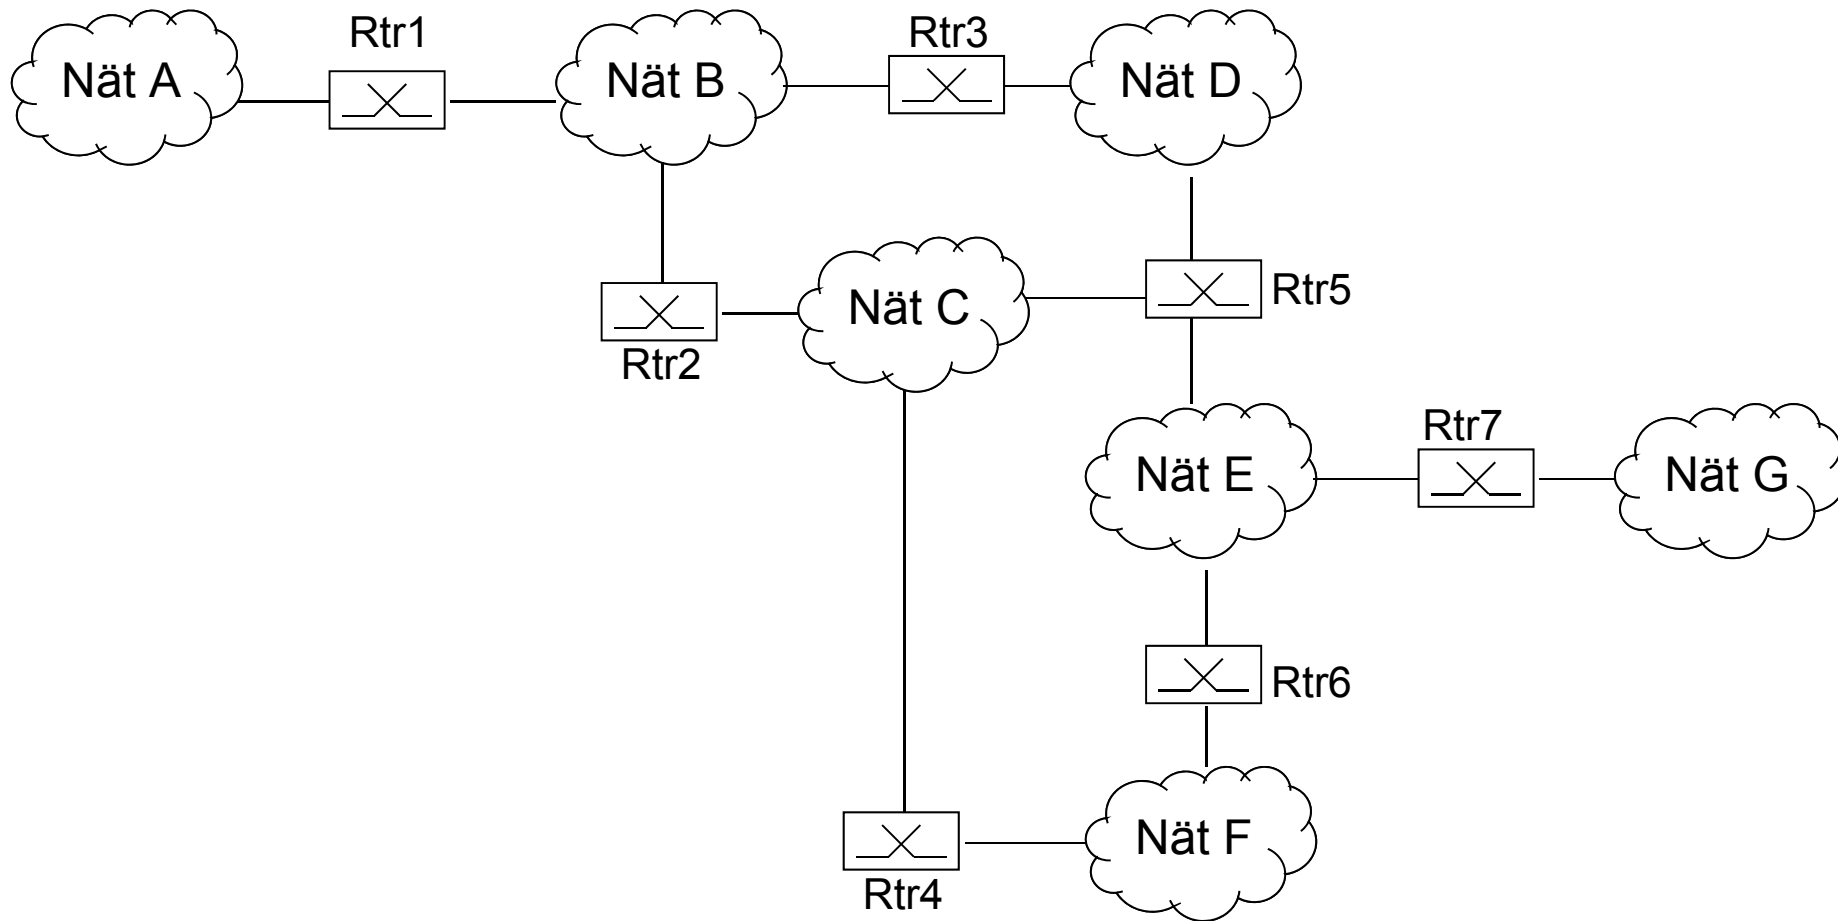 Rtr1
Rtr3
Nät A
Nät B
Nät D
Rtr5
Nät C
Rtr2
Rtr7
Nät E
Nät G
Rtr6
Nät F
Rtr4